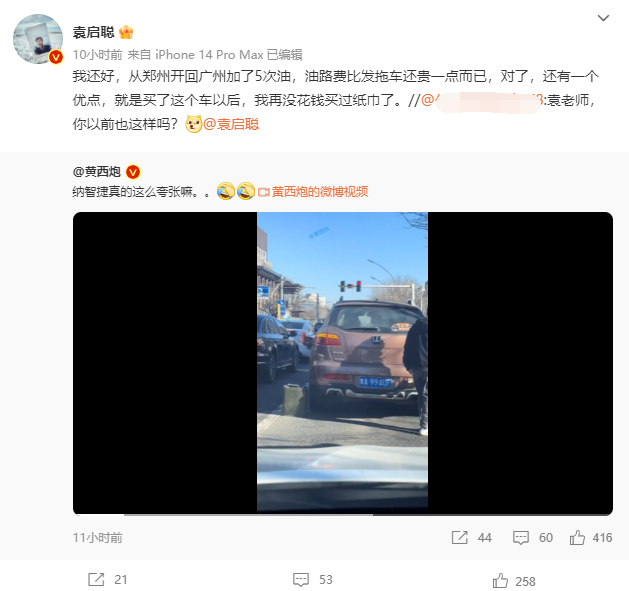 袁启聪
10小时前 来自 iPhone 14 Pro Max 已编辑
我还好，从郑州开回广州加了5次油，油路费比发拖车还贵一点而已，对了，还有一个
优点，就是买了这个车以后，我再没花钱买过纸巾了。//@:袁老师，
你以前也这样吗？@袁启聪
@黄西炮
纳智捷真的这么夸张嘛。。黄西炮的微博视频
11小时前
44
60
416
21
53
258